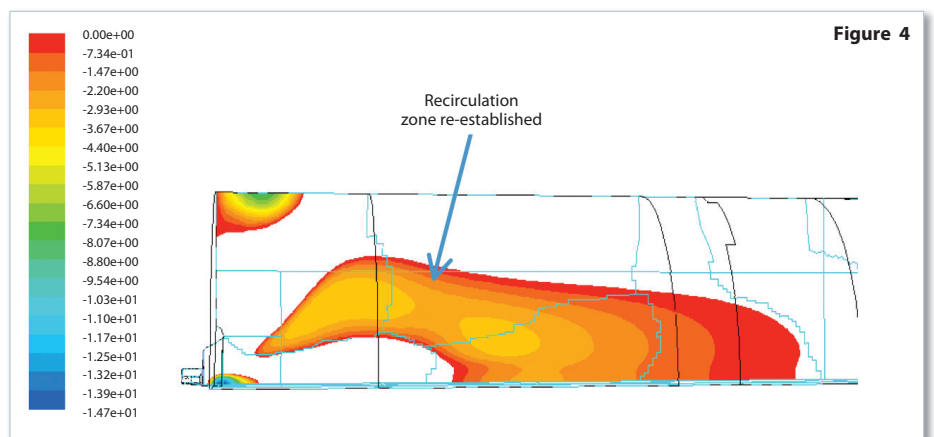 Figure 4
0.00e+00
-7.34e-01
-1.47e+00
-2.20e+00
-2.93e+00
-3.67e+00
-4.40e+00
-5.13e+00
-5.87e+00
-6.60e+00
-7.34e+00
-8.07e+00
-8.80e+00
-9.54e+00
-1.03e+01
-1.10e+01
-1.17e+01
-1.25e+01
-1.32e+01
-1.39e+01
-1.47e+01
Recirculation
zone re-established